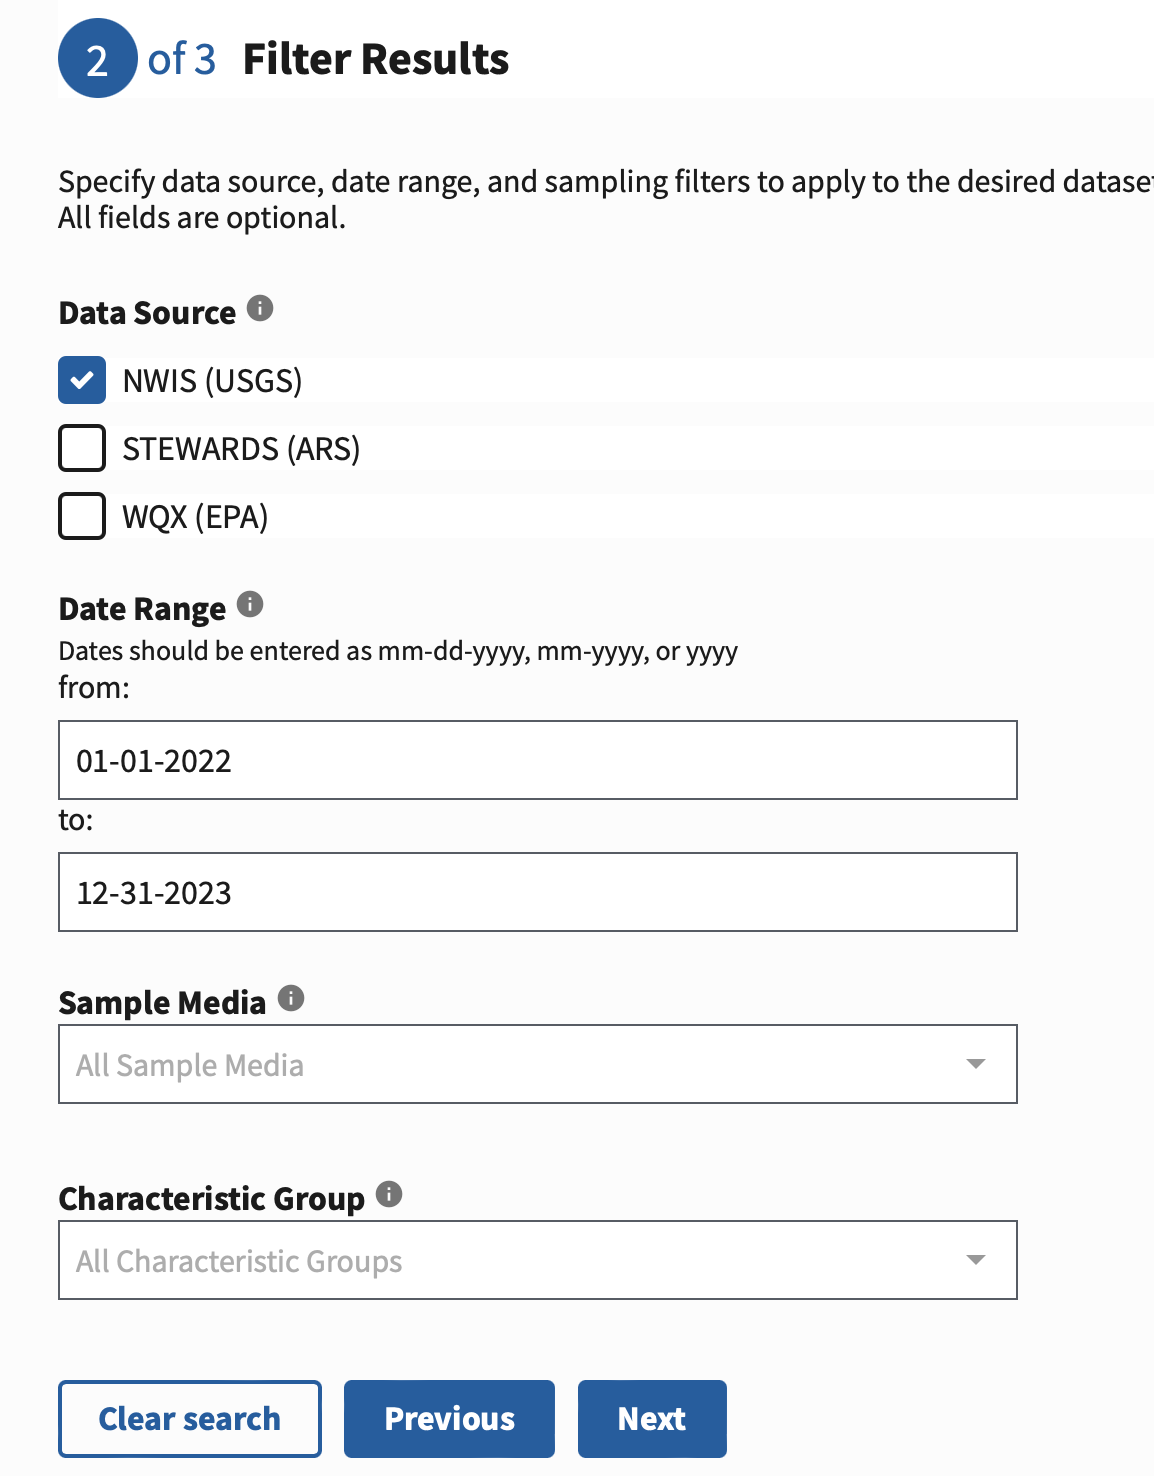 2 of 3 Filter Results
Specify data source, date range, and sampling filters to apply to the desired
All fields are optional.
Data Source
NWIS (USGS)
STEWARDS (ARS)
WQX (EPA)
Date Range
Dates should be entered as mm-dd-yyyy, mm-yyyy, or yyyy
from:
01-01-2022
to:
12-31-2023
Sample Media
All Sample Media
Characteristic Group
All Characteristic Groups
Clear search Previous Next